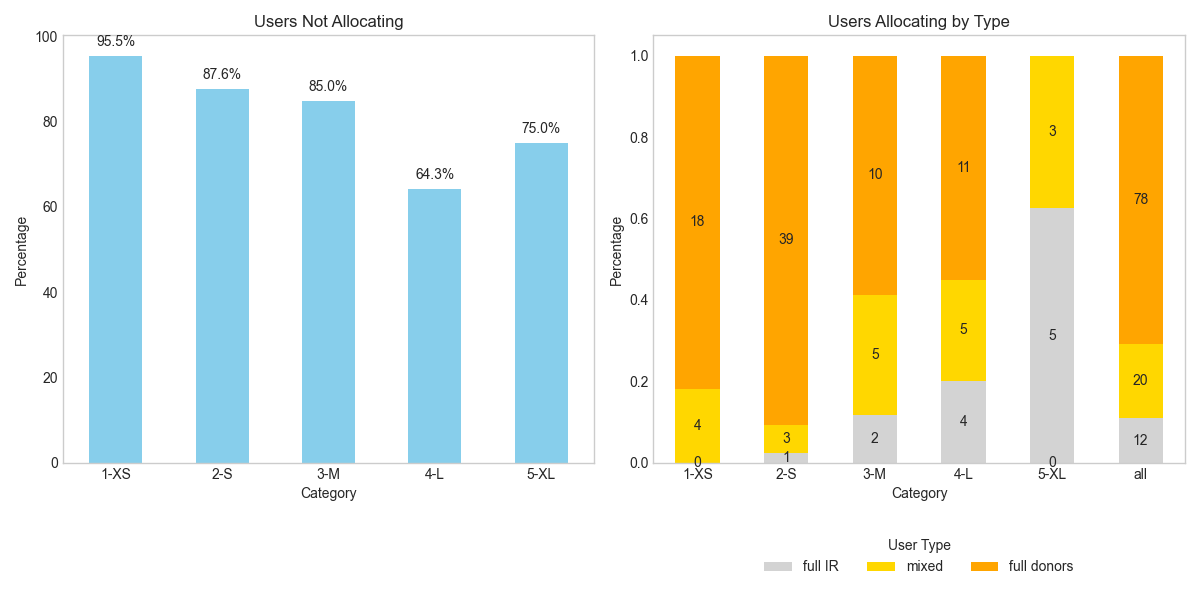 Users Not Allocating
Percentage
100
80
60
40
20
0
95.5%
87.6%
85.0%
64.3%
75.0%
1-XS
2-S
3-M
4-L
5-XL
Category
Users Allocating by Type
Percentage
1.0
0.8
0.6
0.4
0.2
0.0
18
4
0
39
3
1
10
5
2
11
5
4
3
5
0
78
20
12
1-XS
2-S
3-M
4-L
5-XL
all
Category
User Type
full IR
mixed
full donors